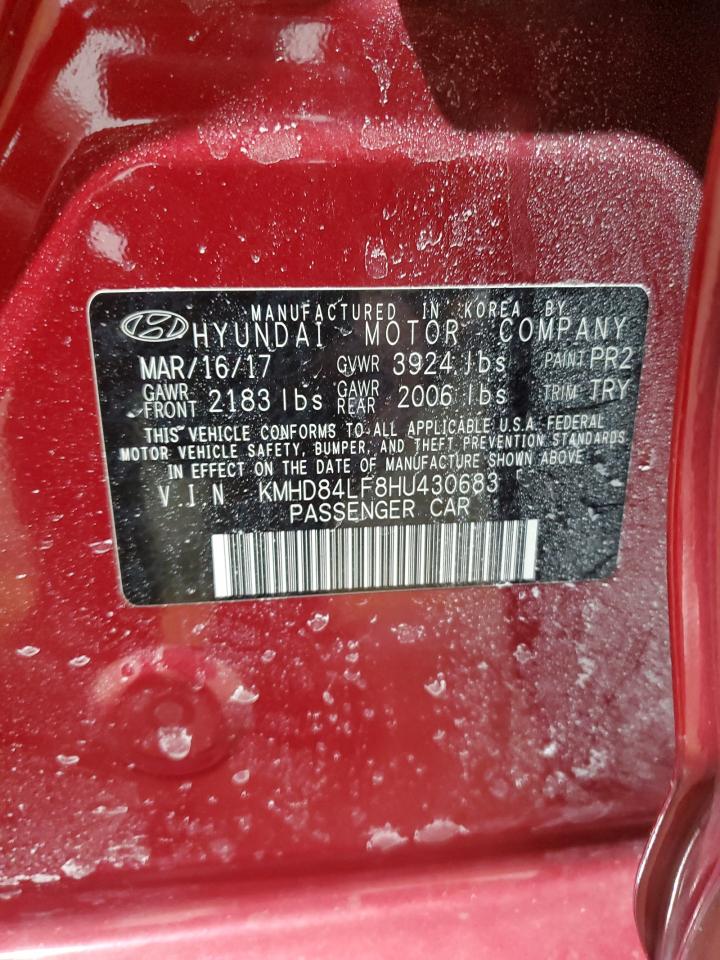 MANUFACTURED IN KOREA BY
HYUNDAI MOTOR COMPANY
MAR/16/17 GVWR 3924 lbs PAINT PR2
GAWR FRONT 2183 lbs GAWR REAR 2006 lbs TRIM TRY
THIS VEHICLE CONFORMS TO ALL APPLICABLE U.S.A. FEDERAL
MOTOR VEHICLE SAFETY, BUMPER, AND THEFT PREVENTION STANDARDS
IN EFFECT ON THE DATE OF MANUFACTURE SHOWN ABOVE
VIN KMHD84LF8HU430683
PASSENGER CAR